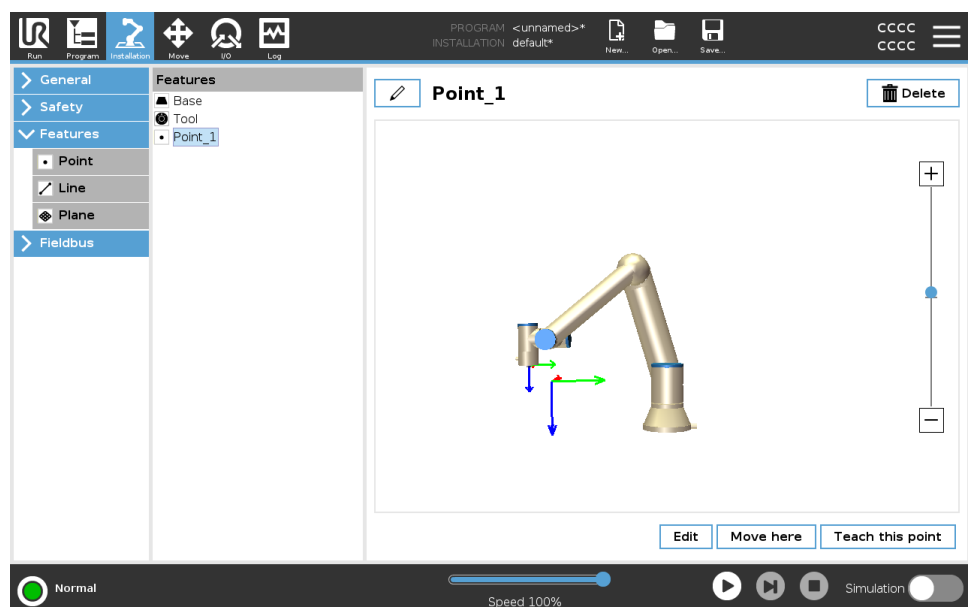 UR
Run
Program
Installation
Move
I/O
Log
PROGRAM <unnamed>*
INSTALLATION default*
New...
Open...
Save...
CCCC
CCCC
General
Safety
Features
Point
Line
Plane
Fieldbus
Features
Base
Tool
Point_1
Point_1
Delete
+
−
Edit
Move here
Teach this point
Normal
Speed 100%
Simulation